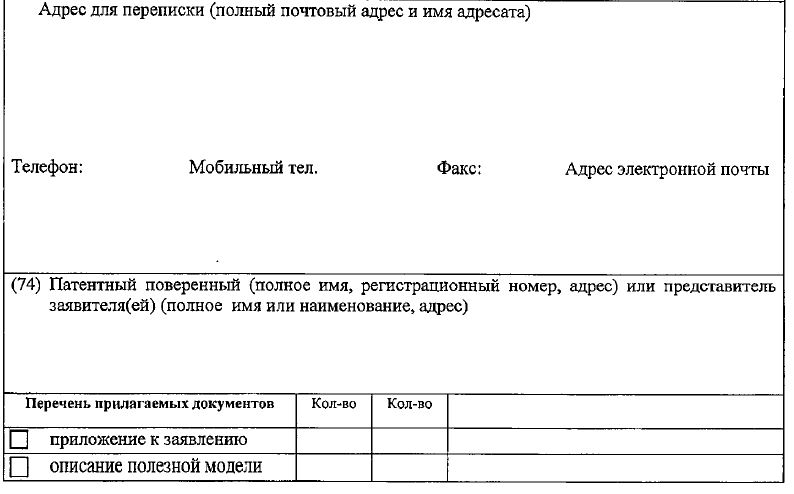 Адрес для переписки (полный почтовый адрес и имя адресата)
Телефон: Мобильный тел. Факс: Адрес электронной почты
(74) Патентный поверенный (полное имя, регистрационный номер, адрес) или представитель
заявителя(ей) (полное имя или наименование, адрес)
Перечень прилагаемых документов Кол-во Кол-во
приложение к заявлению
описание полезной модели